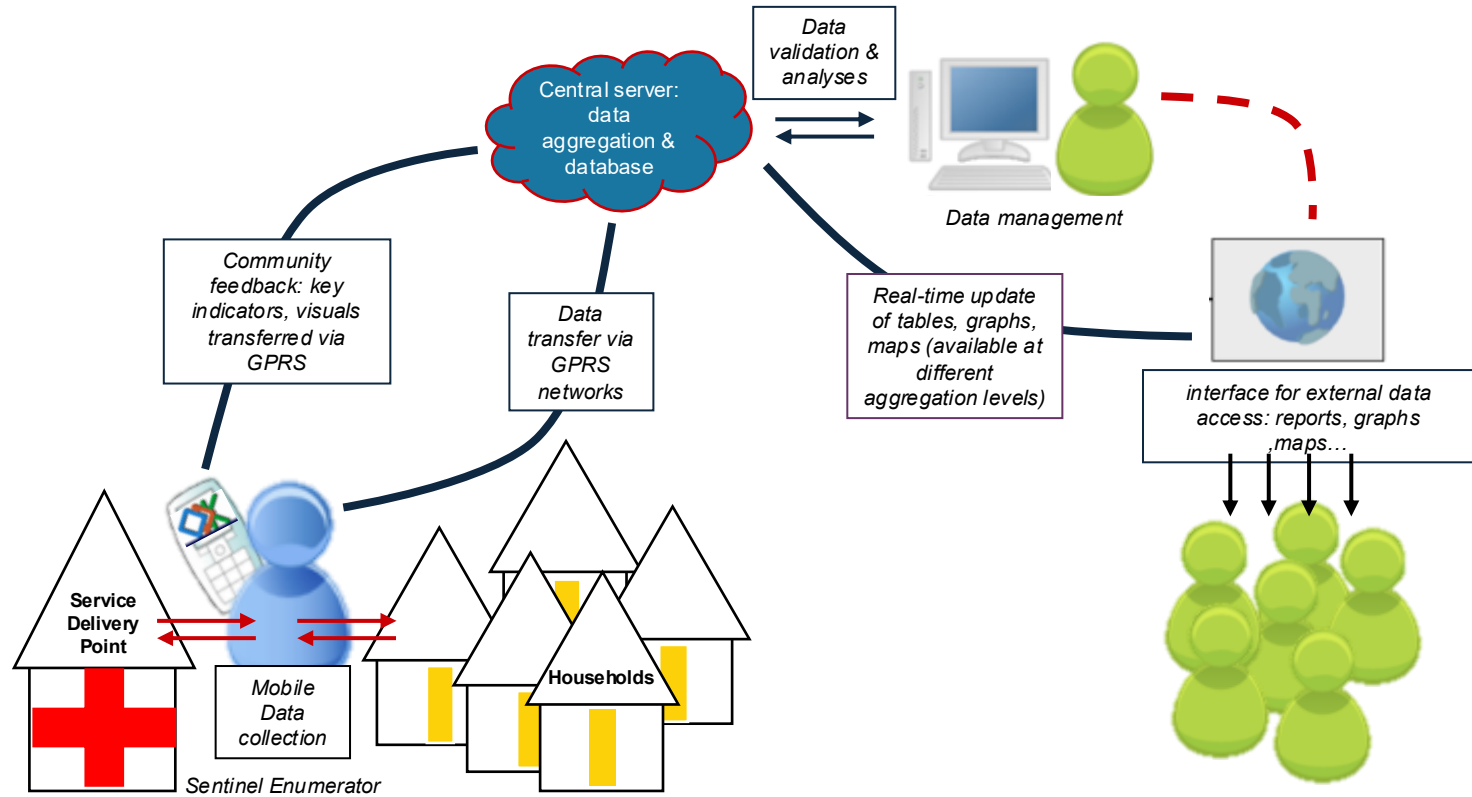 Data
validation &
analyses
Central server:
data
aggregation &
database
Data management
Community
feedback: key
indicators, visuals
transferred via
GPRS
Data
transfer via
GPRS
networks
Real-time update
of tables, graphs,
maps (available at
different
aggregation levels)
interface for external data
access: reports, graphs
,maps…
Service
Delivery
Point
Households
Mobile
Data
collection
Sentinel Enumerator